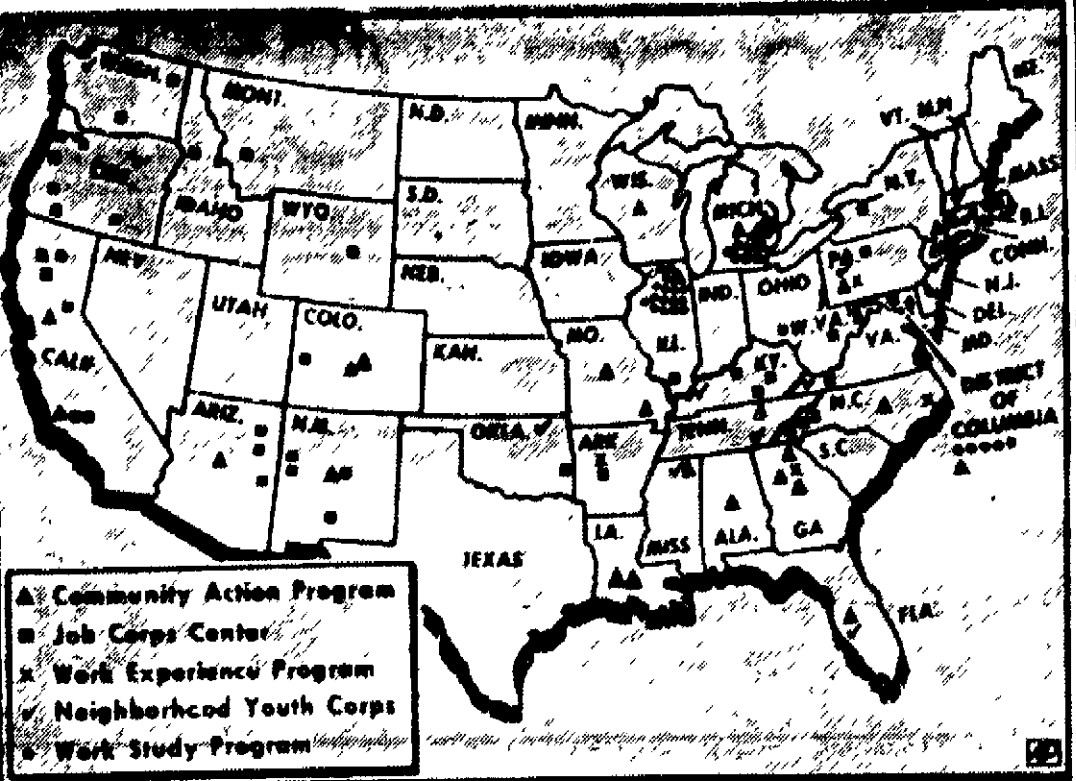 WASH.
MONT.
N.D.
MINN.
ME.
VT. N.H
ORE.
IDAHO
WYO.
S.D.
WIS.
MICH.
N.Y.
MASS.
R.I.
CONN.
NEV
NEB.
IOWA
PA.
N.J.
UTAH
COLO.
ILL.
IND.
OHIO
DEL.
MD.
CALIF.
KAN.
MO.
KY.
W.VA.
VA.
DISTRICT
OF
COLUMBIA
ARIZ.
N.M.
OKLA.
ARK
TENN.
N.C.
S.C.
TEXAS
LA.
MISS
ALA.
GA
FLA.
Community Action Program
Job Corps Center
Work Experience Program
Neighborhood Youth Corps
Work Study Program
AP